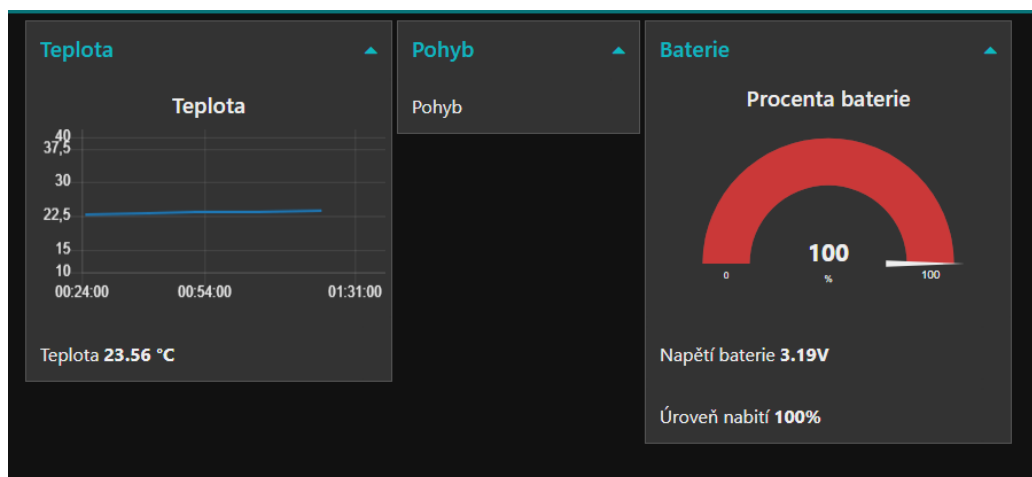 Teplota
Teplota
40
37,5
30
22,5
15
10
00:24:00 00:54:00 01:31:00
Teplota 23.56 °C
Pohyb
Pohyb
Baterie
Procenta baterie
100
%
0 100
Napětí baterie 3.19V
Úroveň nabití 100%